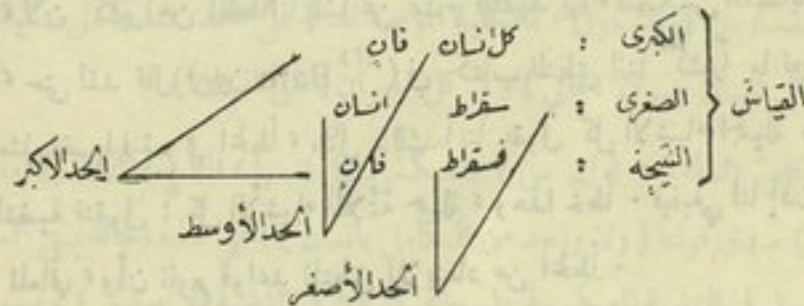 القياس
الكبرى : كل انسان فان
الصغرى : سقراط انسان
النتيجة : فسقراط فانٍ
الحد الاكبر
الحد الأوسط
الحد الأصغر